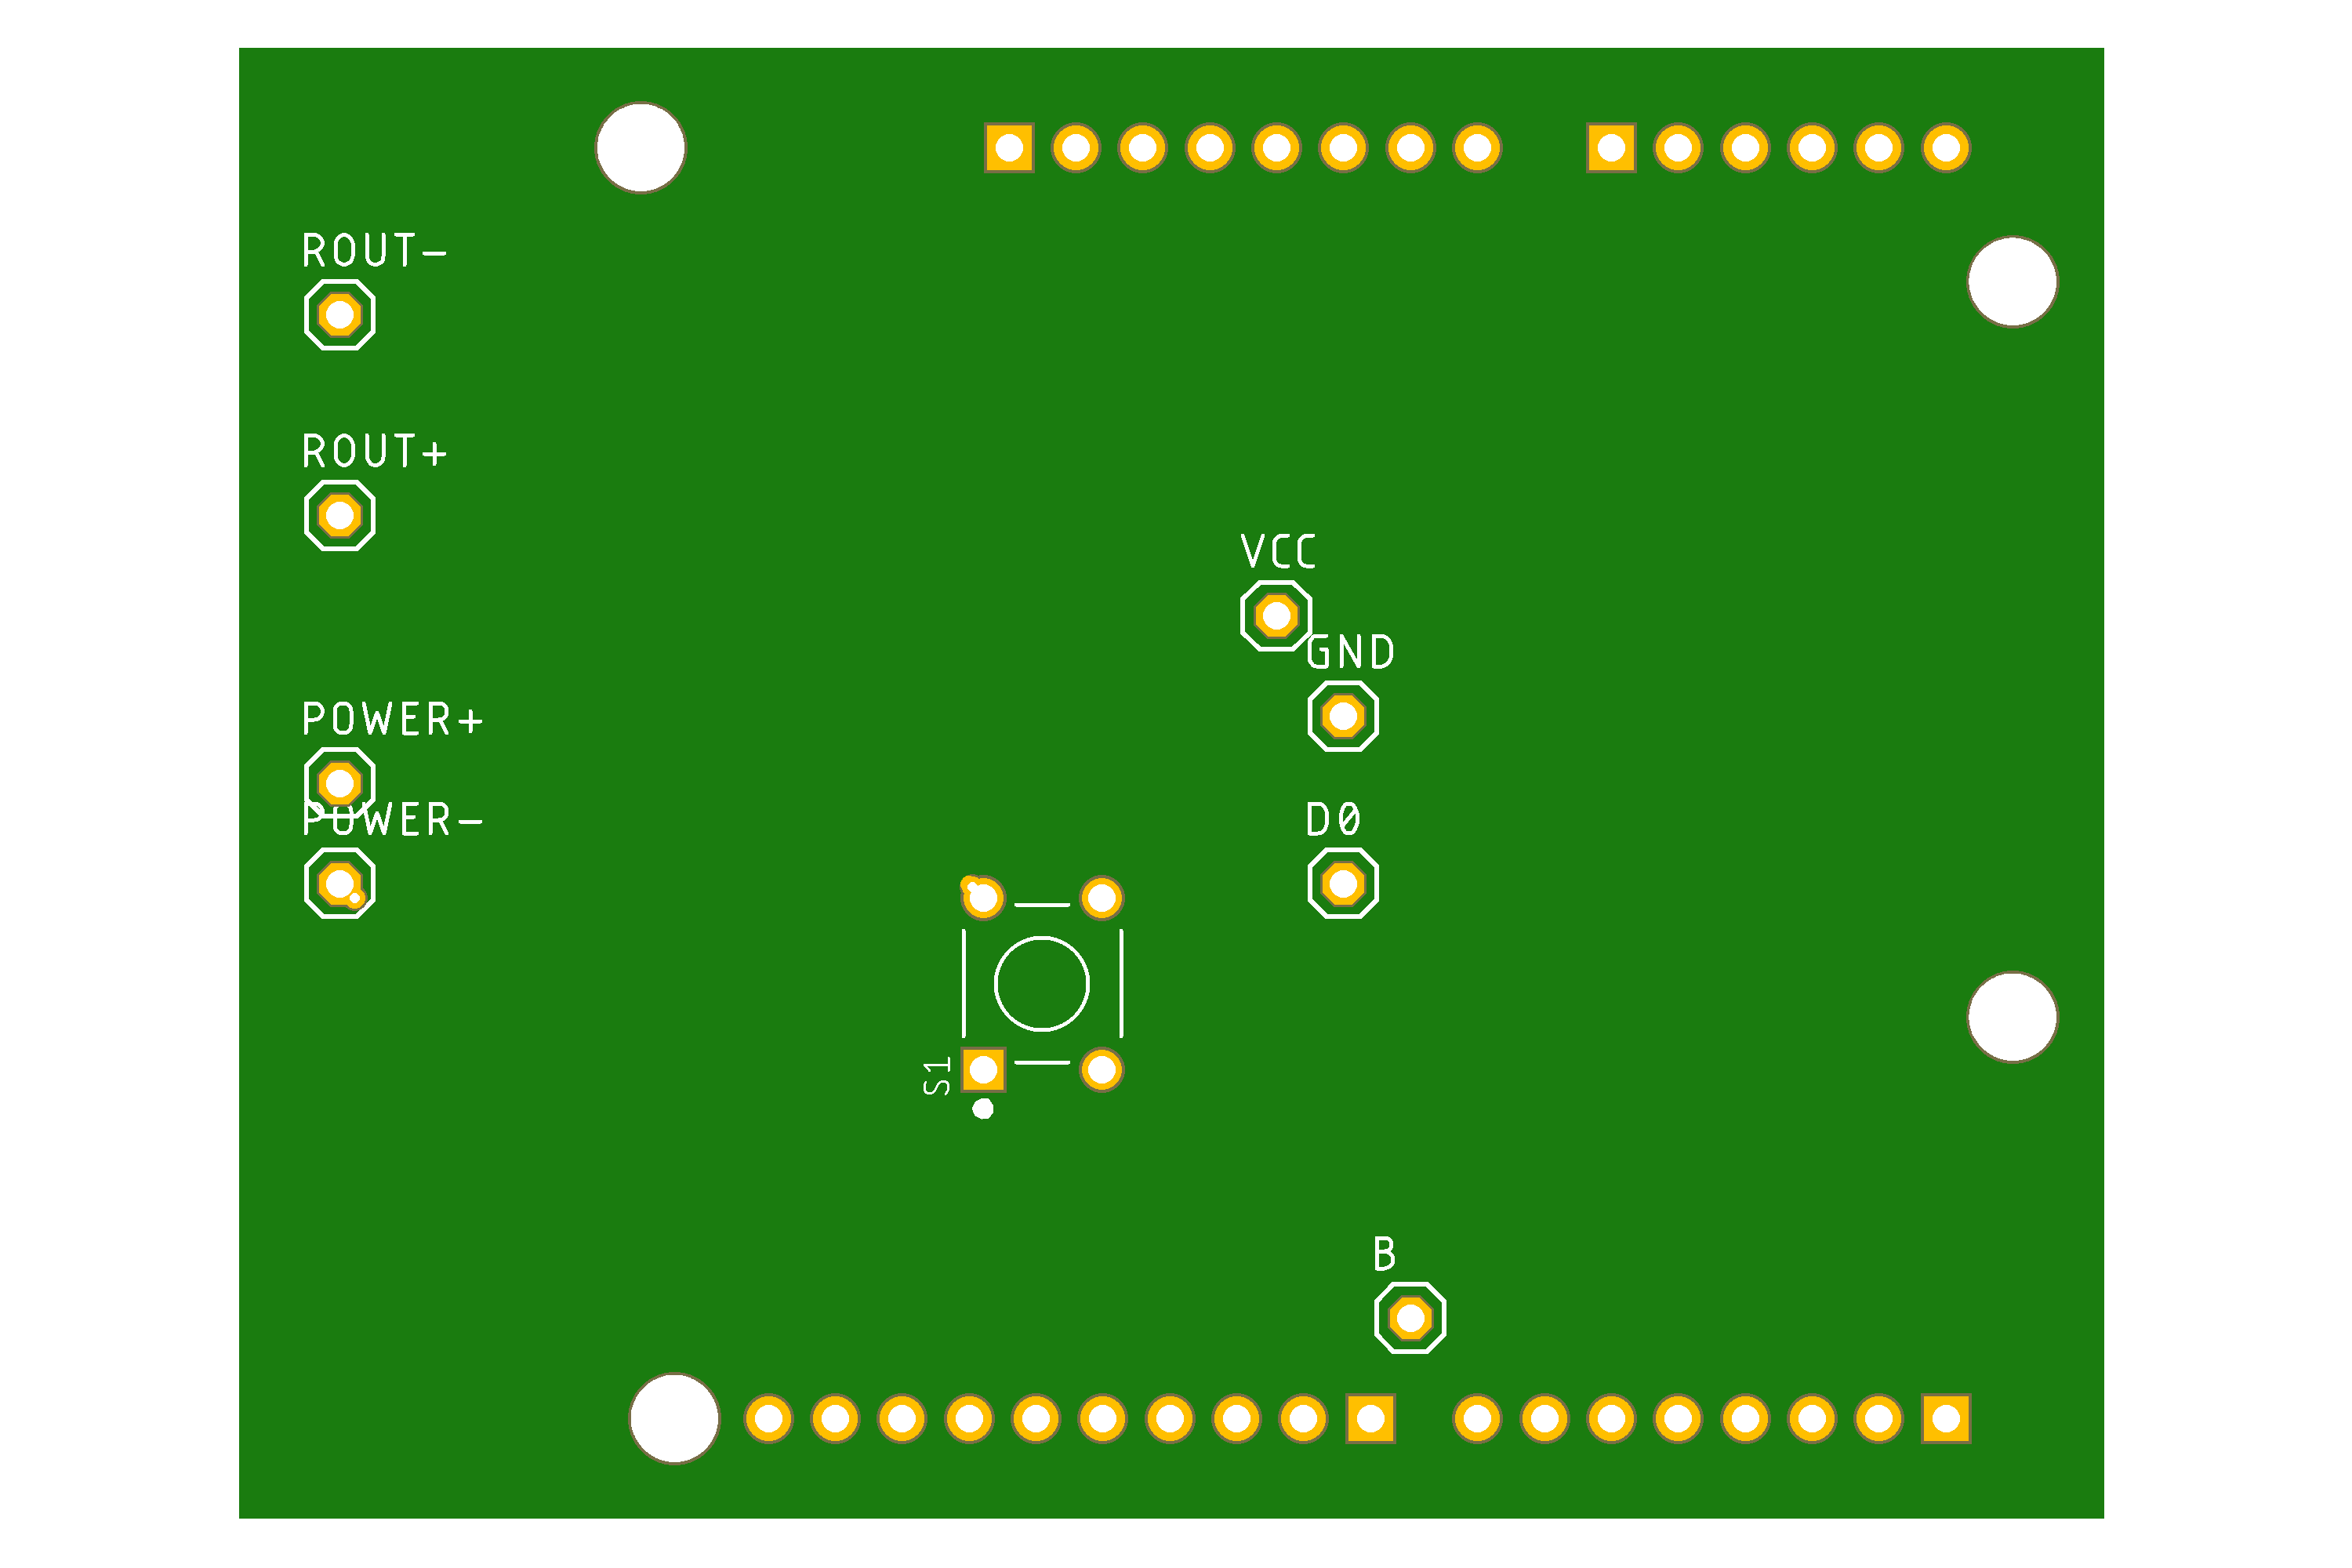 ROUT-
ROUT+
VCC
GND
POWER+
POWER-
D0
S1
B